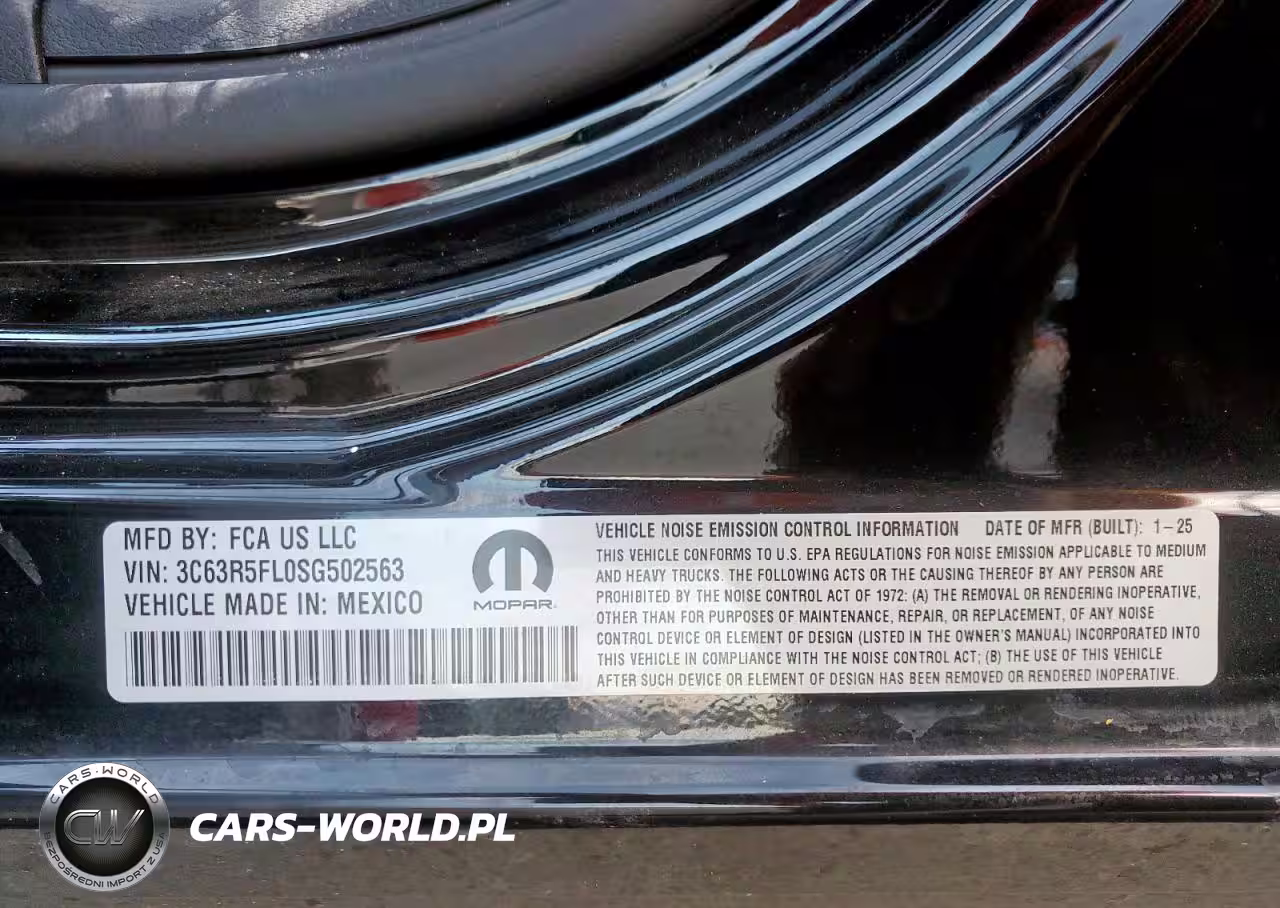 MFD BY: FCA US LLC
VIN: 3C63R5FL0SG502563
VEHICLE MADE IN: MEXICO
MOPAR
VEHICLE NOISE EMISSION CONTROL INFORMATION DATE OF MFR (BUILT): 1-25
THIS VEHICLE CONFORMS TO U.S. EPA REGULATIONS FOR NOISE EMISSION APPLICABLE TO MEDIUM
AND HEAVY TRUCKS. THE FOLLOWING ACTS OR THE CAUSING THEREOF BY ANY PERSON ARE
PROHIBITED BY THE NOISE CONTROL ACT OF 1972: (A) THE REMOVAL OR RENDERING INOPERATIVE,
OTHER THAN FOR PURPOSES OF MAINTENANCE, REPAIR, OR REPLACEMENT, OF ANY NOISE
CONTROL DEVICE OR ELEMENT OF DESIGN (LISTED IN THE OWNER'S MANUAL) INCORPORATED INTO
THIS VEHICLE IN COMPLIANCE WITH THE NOISE CONTROL ACT; (B) THE USE OF THIS VEHICLE
AFTER SUCH DEVICE OR ELEMENT OF DESIGN HAS BEEN REMOVED OR RENDERED INOPERATIVE.
CARS-WORLD
CW
BEZPOŚREDNI IMPORT Z USA
CARS-WORLD.PL